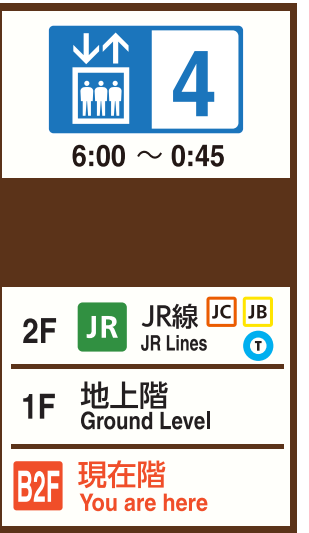 4
6:00 ～ 0:45
2F JR JR線 JC JB
JR Lines T
1F 地上階
Ground Level
B2F 現在階
You are here